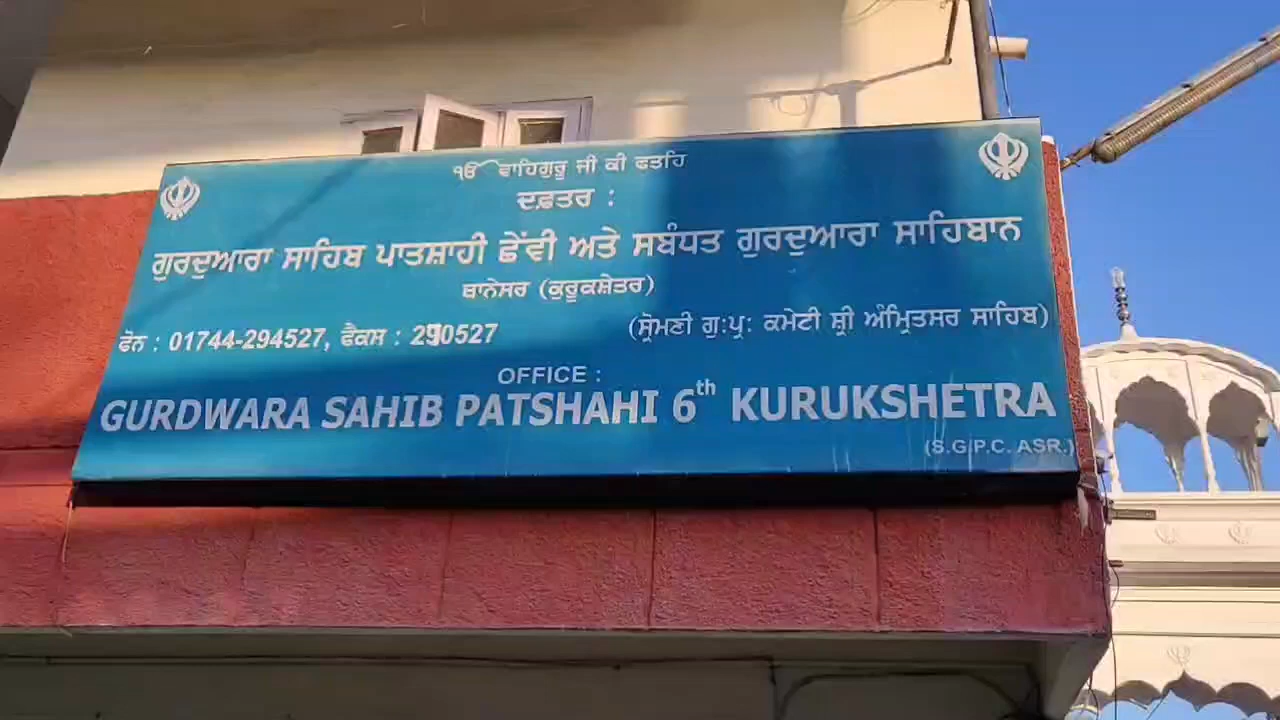 ੴ ਵਾਹਿਗੁਰੂ ਜੀ ਕੀ ਫਤਹਿ
ਦਫ਼ਤਰ :
ਗੁਰਦੁਆਰਾ ਸਾਹਿਬ ਪਾਤਸ਼ਾਹੀ ਛੇਂਵੀ ਅਤੇ ਸਬੰਧਤ ਗੁਰਦੁਆਰਾ ਸਾਹਿਬਾਨ
ਥਾਨੇਸਰ (ਕੁਰੂਕਸ਼ੇਤਰ)
ਫੋਨ : 01744-294527, ਫੈਕਸ : 290527
(ਸ਼੍ਰੋਮਣੀ ਗੁ:ਪ੍ਰ: ਕਮੇਟੀ ਸ਼੍ਰੀ ਅੰਮ੍ਰਿਤਸਰ ਸਾਹਿਬ)
OFFICE :
GURDWARA SAHIB PATSHAHI 6th KURUKSHETRA
(S.G.P.C. ASR.)